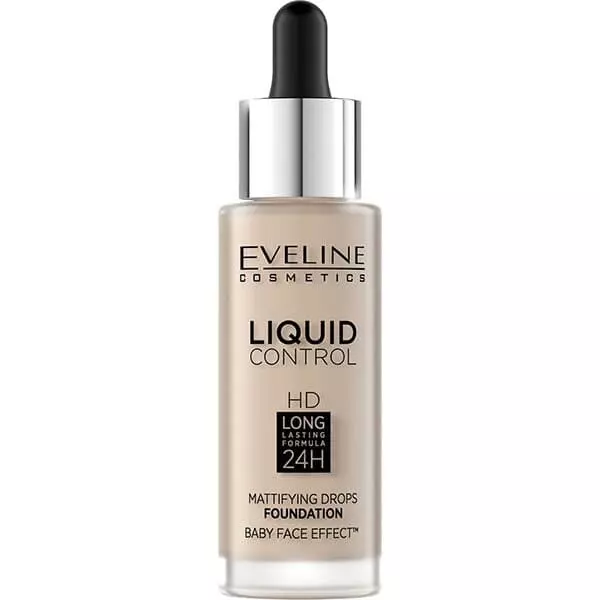 EVELINE
COSMETICS
LIQUID
CONTROL
HD
LONG
LASTING
FORMULA
24H
MATTIFYING DROPS
FOUNDATION
BABY FACE EFFECT™